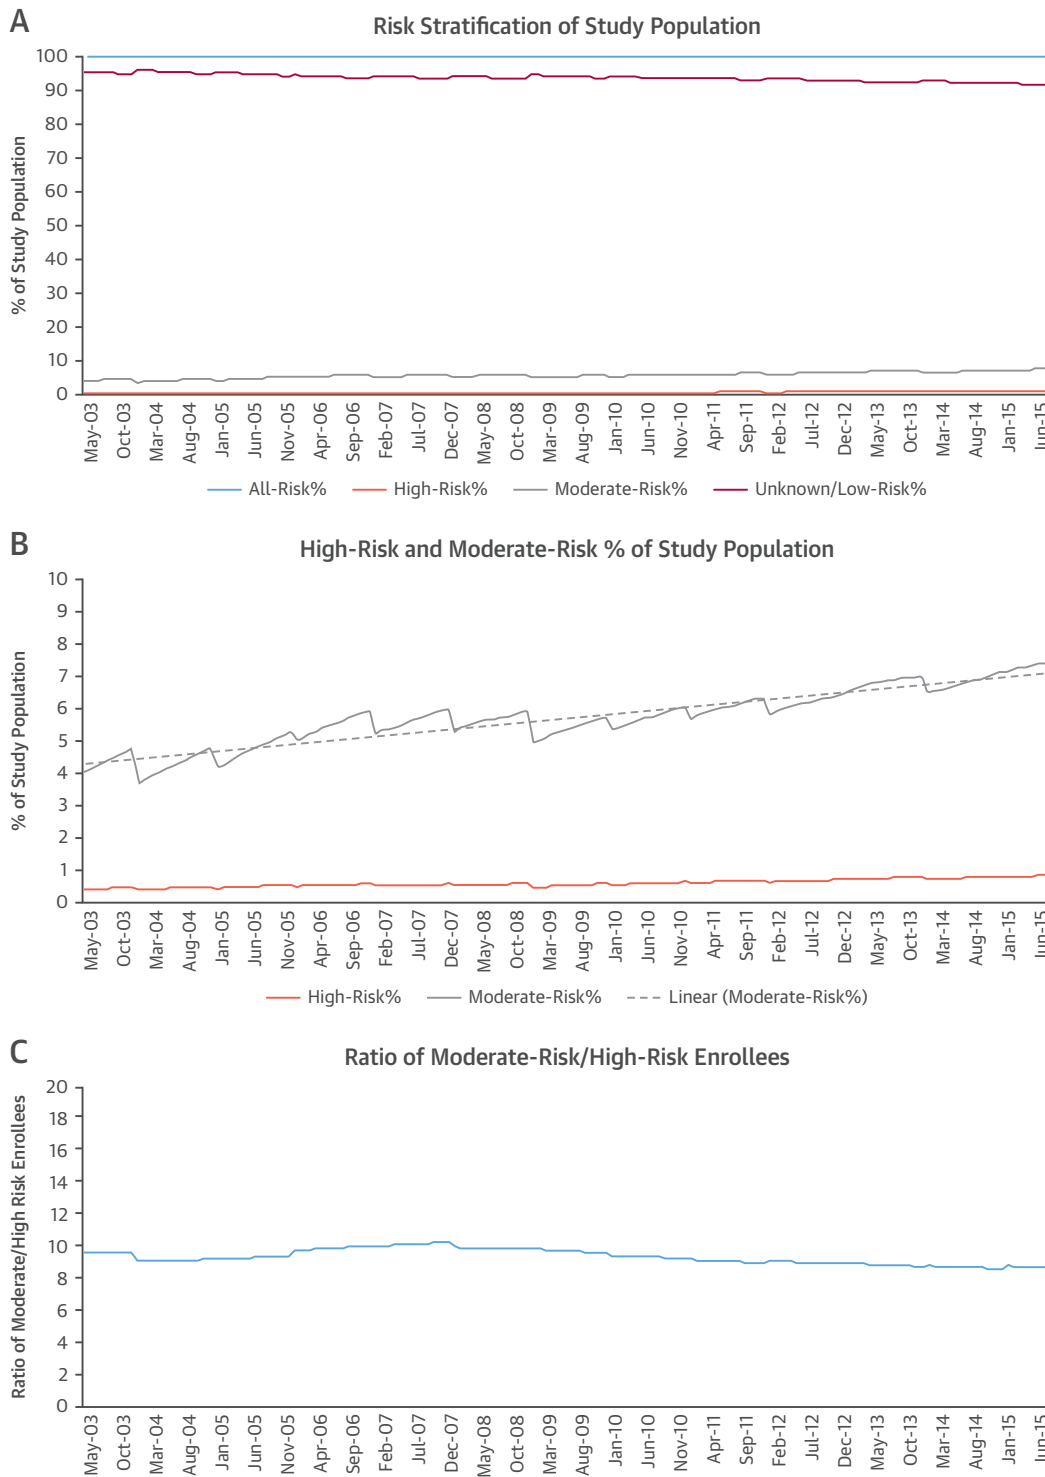 A
Risk Stratification of Study Population
% of Study Population
100
90
80
70
60
50
40
30
20
10
0
May-03 Oct-03 Mar-04 Aug-04 Jan-05 Jun-05 Nov-05 Apr-06 Sep-06 Feb-07 Jul-07 Dec-07 May-08 Oct-08 Mar-09 Aug-09 Jan-10 Jun-10 Nov-10 Apr-11 Sep-11 Feb-12 Jul-12 Dec-12 May-13 Oct-13 Mar-14 Aug-14 Jan-15 Jun-15
All-Risk% High-Risk% Moderate-Risk% Unknown/Low-Risk%
B
High-Risk and Moderate-Risk % of Study Population
% of Study Population
10
9
8
7
6
5
4
3
2
1
0
May-03 Oct-03 Mar-04 Aug-04 Jan-05 Jun-05 Nov-05 Apr-06 Sep-06 Feb-07 Jul-07 Dec-07 May-08 Oct-08 Mar-09 Aug-09 Jan-10 Jun-10 Nov-10 Apr-11 Sep-11 Feb-12 Jul-12 Dec-12 May-13 Oct-13 Mar-14 Aug-14 Jan-15 Jun-15
High-Risk% Moderate-Risk% Linear (Moderate-Risk%)
C
Ratio of Moderate-Risk/High-Risk Enrollees
Ratio of Moderate/High Risk Enrollees
20
18
16
14
12
10
8
6
4
2
0
May-03 Oct-03 Mar-04 Aug-04 Jan-05 Jun-05 Nov-05 Apr-06 Sep-06 Feb-07 Jul-07 Dec-07 May-08 Oct-08 Mar-09 Aug-09 Jan-10 Jun-10 Nov-10 Apr-11 Sep-11 Feb-12 Jul-12 Dec-12 May-13 Oct-13 Mar-14 Aug-14 Jan-15 Jun-15